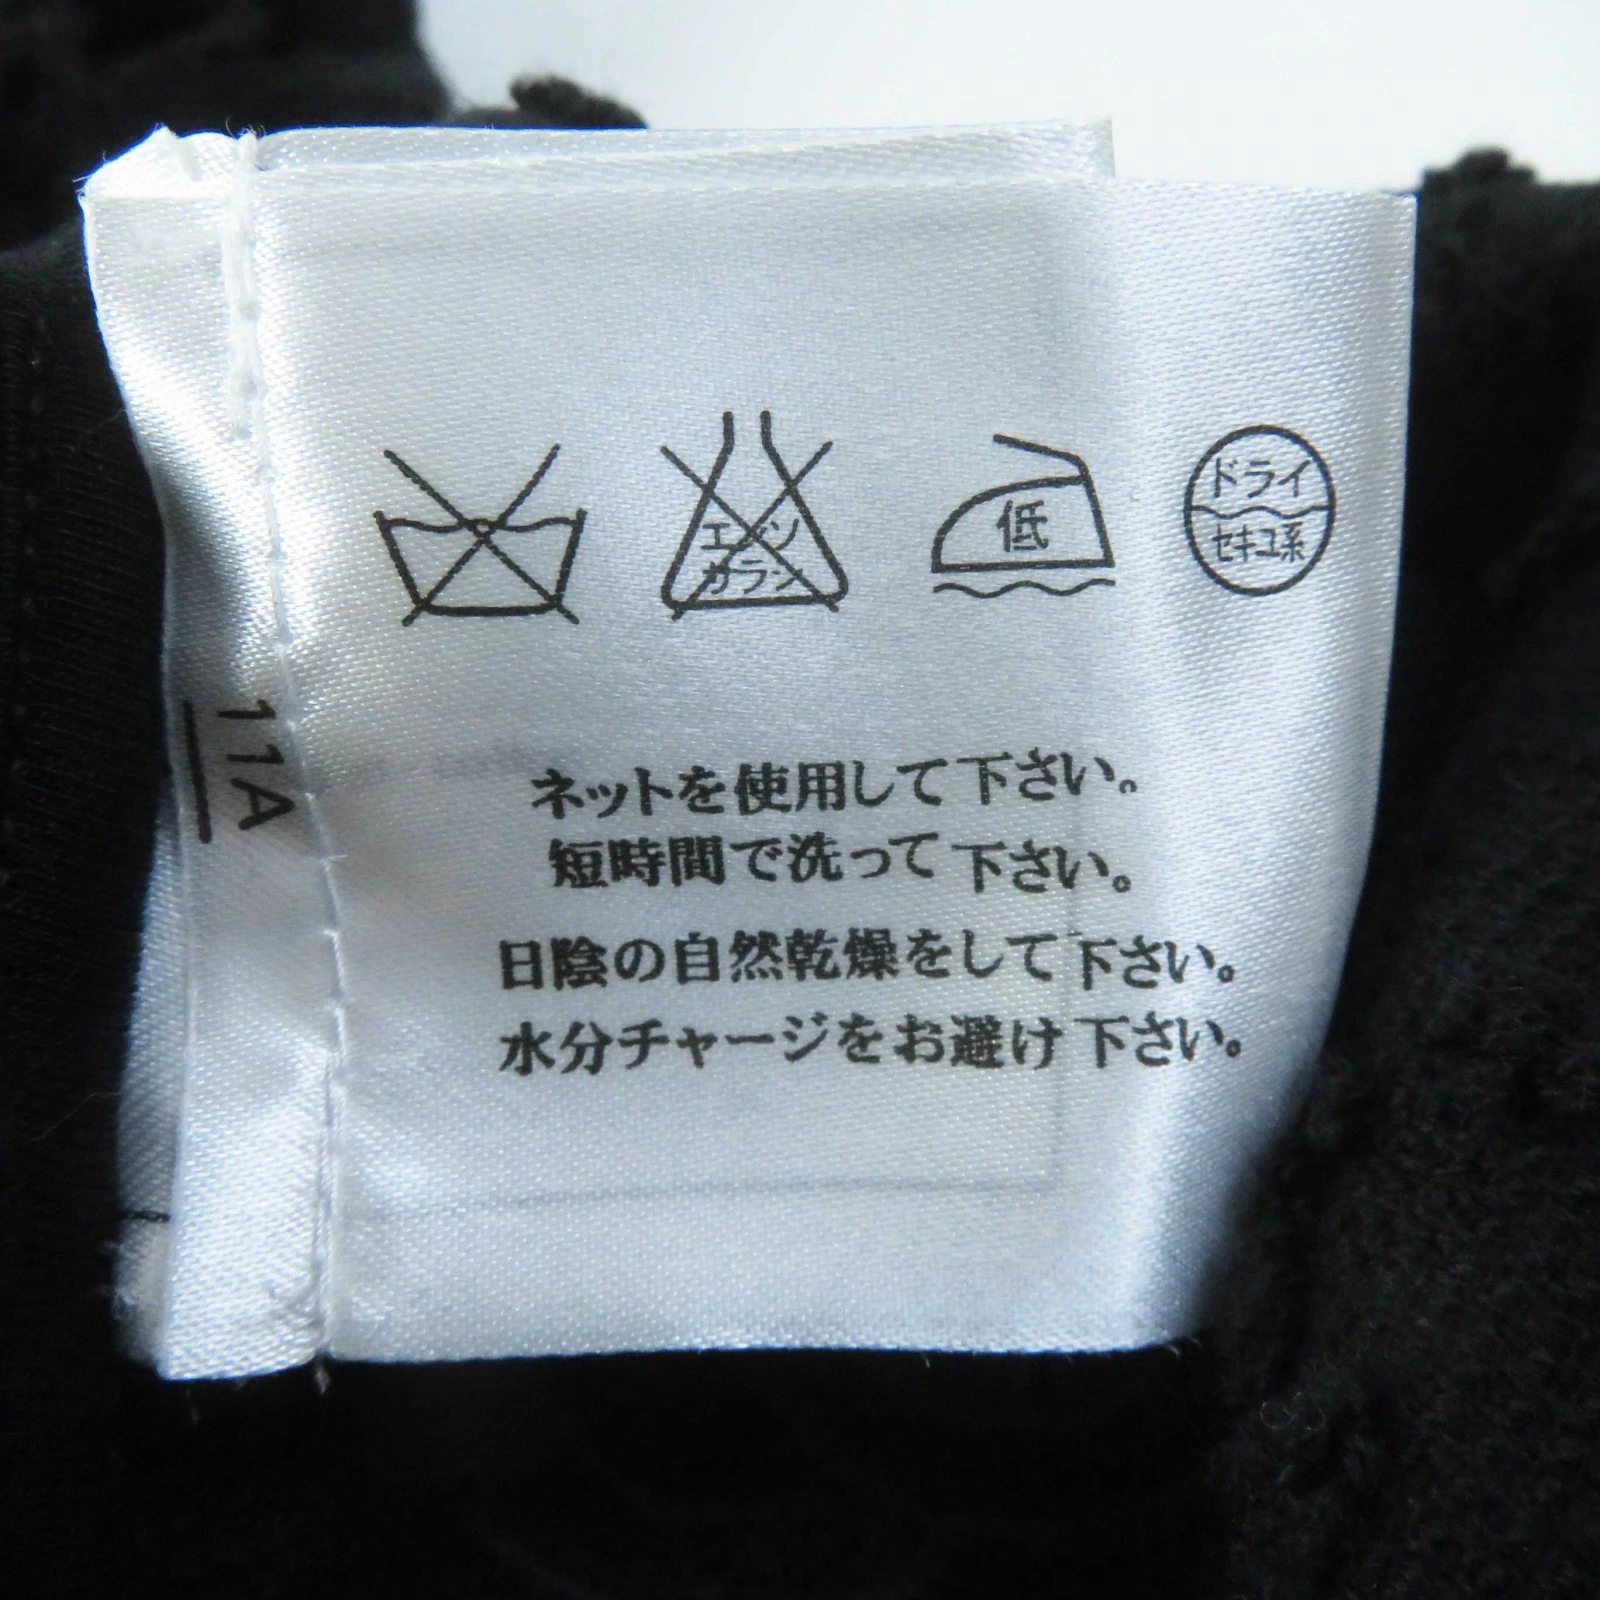 エンソ
サラシ
低
ドライ
セキユ系
11A
ネットを使用して下さい。
短時間で洗って下さい。
日陰の自然乾燥をして下さい。
水分チャージをお避け下さい。